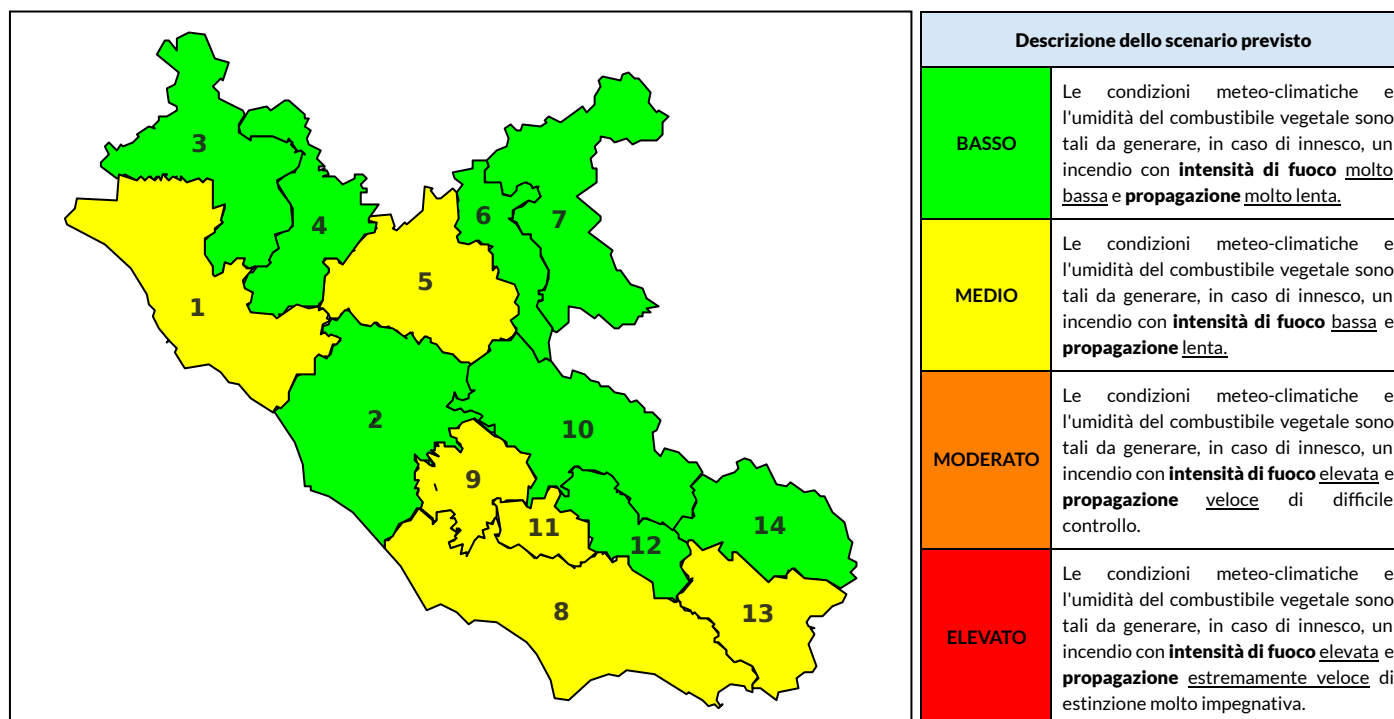 3
4
6
7
5
1
2
10
9
11
12
14
8
13
Descrizione dello scenario previsto
BASSO
Le condizioni meteo-climatiche e
l'umidità del combustibile vegetale sono
tali da generare, in caso di innesco, un
incendio con intensità di fuoco molto
bassa e propagazione molto lenta.
MEDIO
Le condizioni meteo-climatiche e
l'umidità del combustibile vegetale sono
tali da generare, in caso di innesco, un
incendio con intensità di fuoco bassa e
propagazione lenta.
MODERATO
Le condizioni meteo-climatiche e
l'umidità del combustibile vegetale sono
tali da generare, in caso di innesco, un
incendio con intensità di fuoco elevata e
propagazione veloce di difficile
controllo.
ELEVATO
Le condizioni meteo-climatiche e
l'umidità del combustibile vegetale sono
tali da generare, in caso di innesco, un
incendio con intensità di fuoco elevata e
propagazione estremamente veloce di
estinzione molto impegnativa.